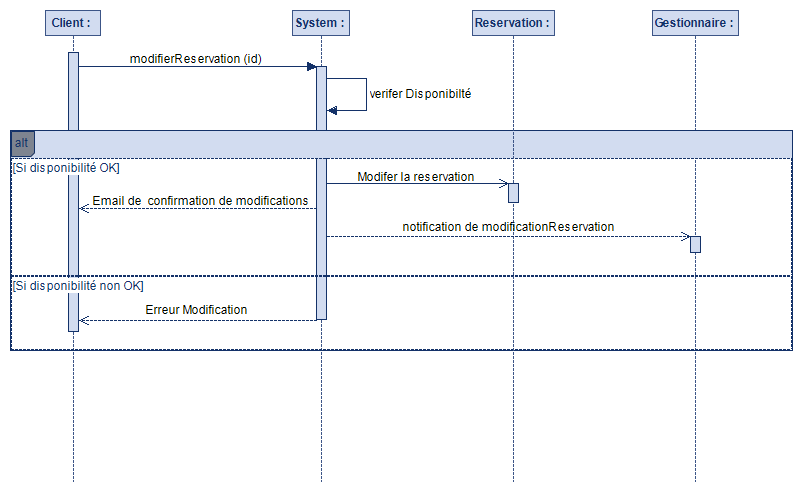 Client :
System :
Reservation :
Gestionnaire :
modifierReservation (id)
verifer Disponibilté
alt
[Si disponibilité OK]
Modifer la reservation
Email de confirmation de modifications
notification de modificationReservation
[Si disponibilité non OK]
Erreur Modification